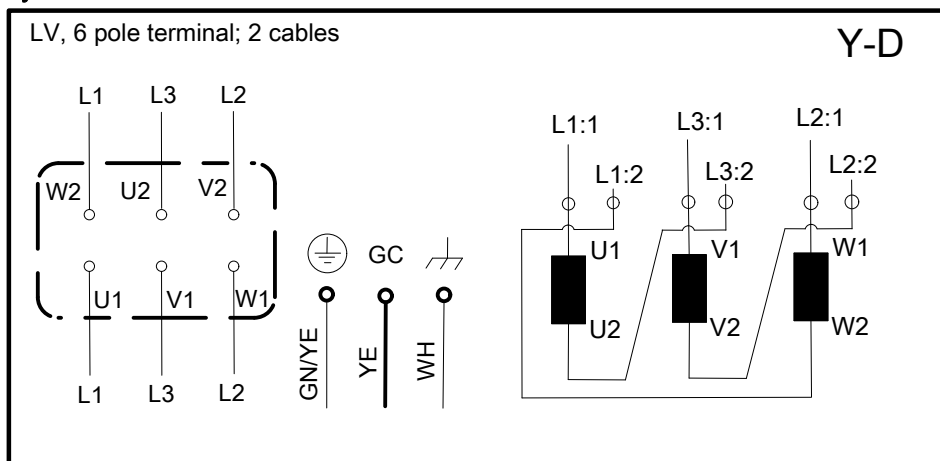 LV, 6 pole terminal; 2 cables
Y-D
L1 L3 L2
W2 U2 V2
U1 V1 W1
L1 L3 L2
GC
GN/YE
YE
WH
L1:1 L3:1 L2:1
L1:2 L3:2 L2:2
U1 V1 W1
U2 V2 W2